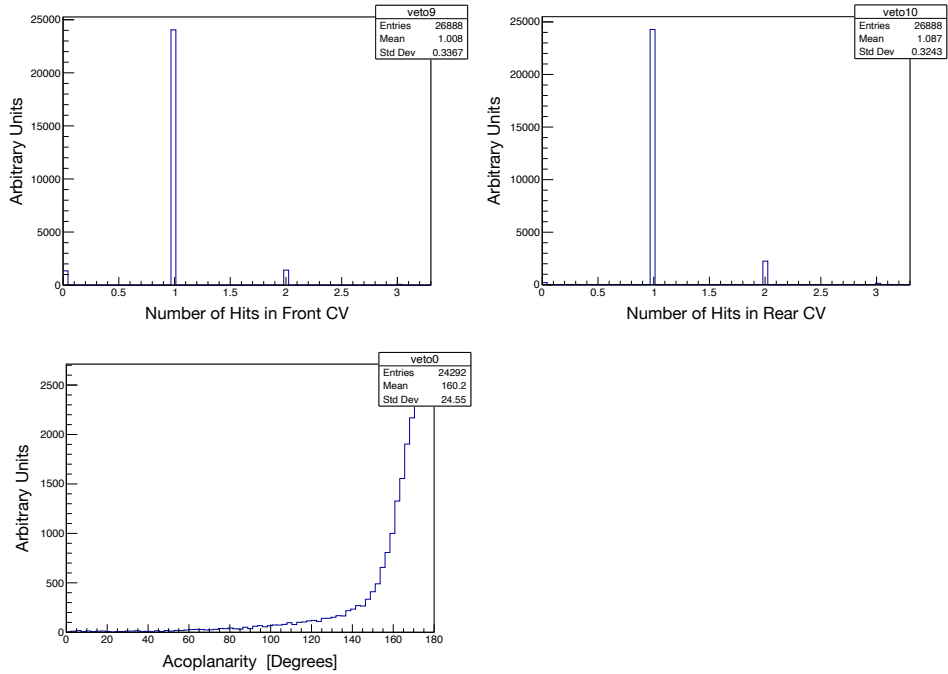 veto9
Entries 26888
Mean 1.008
Std Dev 0.3367
25000
20000
15000
10000
5000
0
0 0.5 1 1.5 2 2.5 3
Arbitrary Units
Number of Hits in Front CV
veto10
Entries 26888
Mean 1.087
Std Dev 0.3243
25000
20000
15000
10000
5000
0
0 0.5 1 1.5 2 2.5 3
Arbitrary Units
Number of Hits in Rear CV
veto0
Entries 24292
Mean 160.2
Std Dev 24.55
2500
2000
1500
1000
500
0
0 20 40 60 80 100 120 140 160 180
Arbitrary Units
Acoplanarity [Degrees]